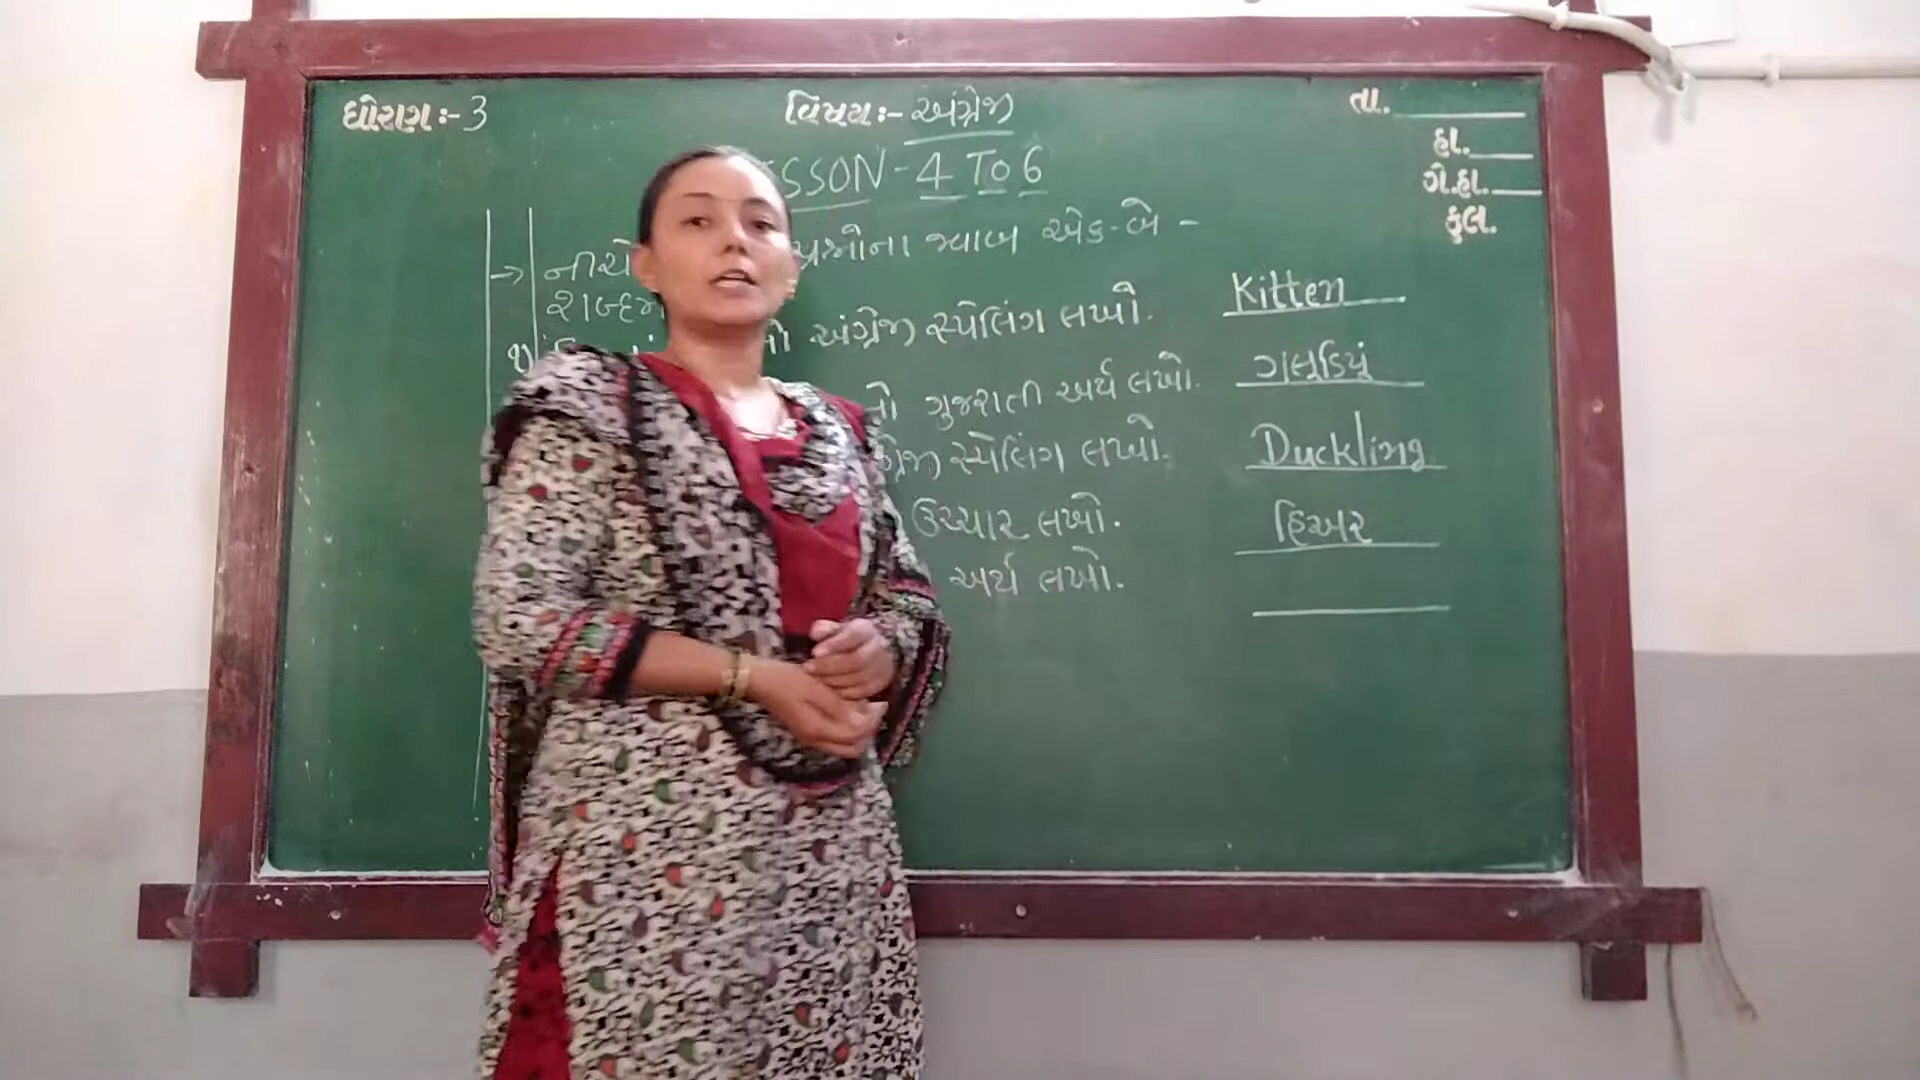 ધોરણ:- 3
વિષય:- અંગ્રેજી
તા.
હા.
ગે.હા.
કુલ.
SSON - 4 To 6
→ નીચે પ્રશ્નોના જવાબ એક-બે -
શબ્દમ
૧) નો અંગ્રેજી સ્પેલિંગ લખો. Kitten
નો ગુજરાતી અર્થ લખો. ગલૂડિયું
ગ્રેજી સ્પેલિંગ લખો. Duckling
ઉચ્ચાર લખો. હિઅર
અર્થ લખો.